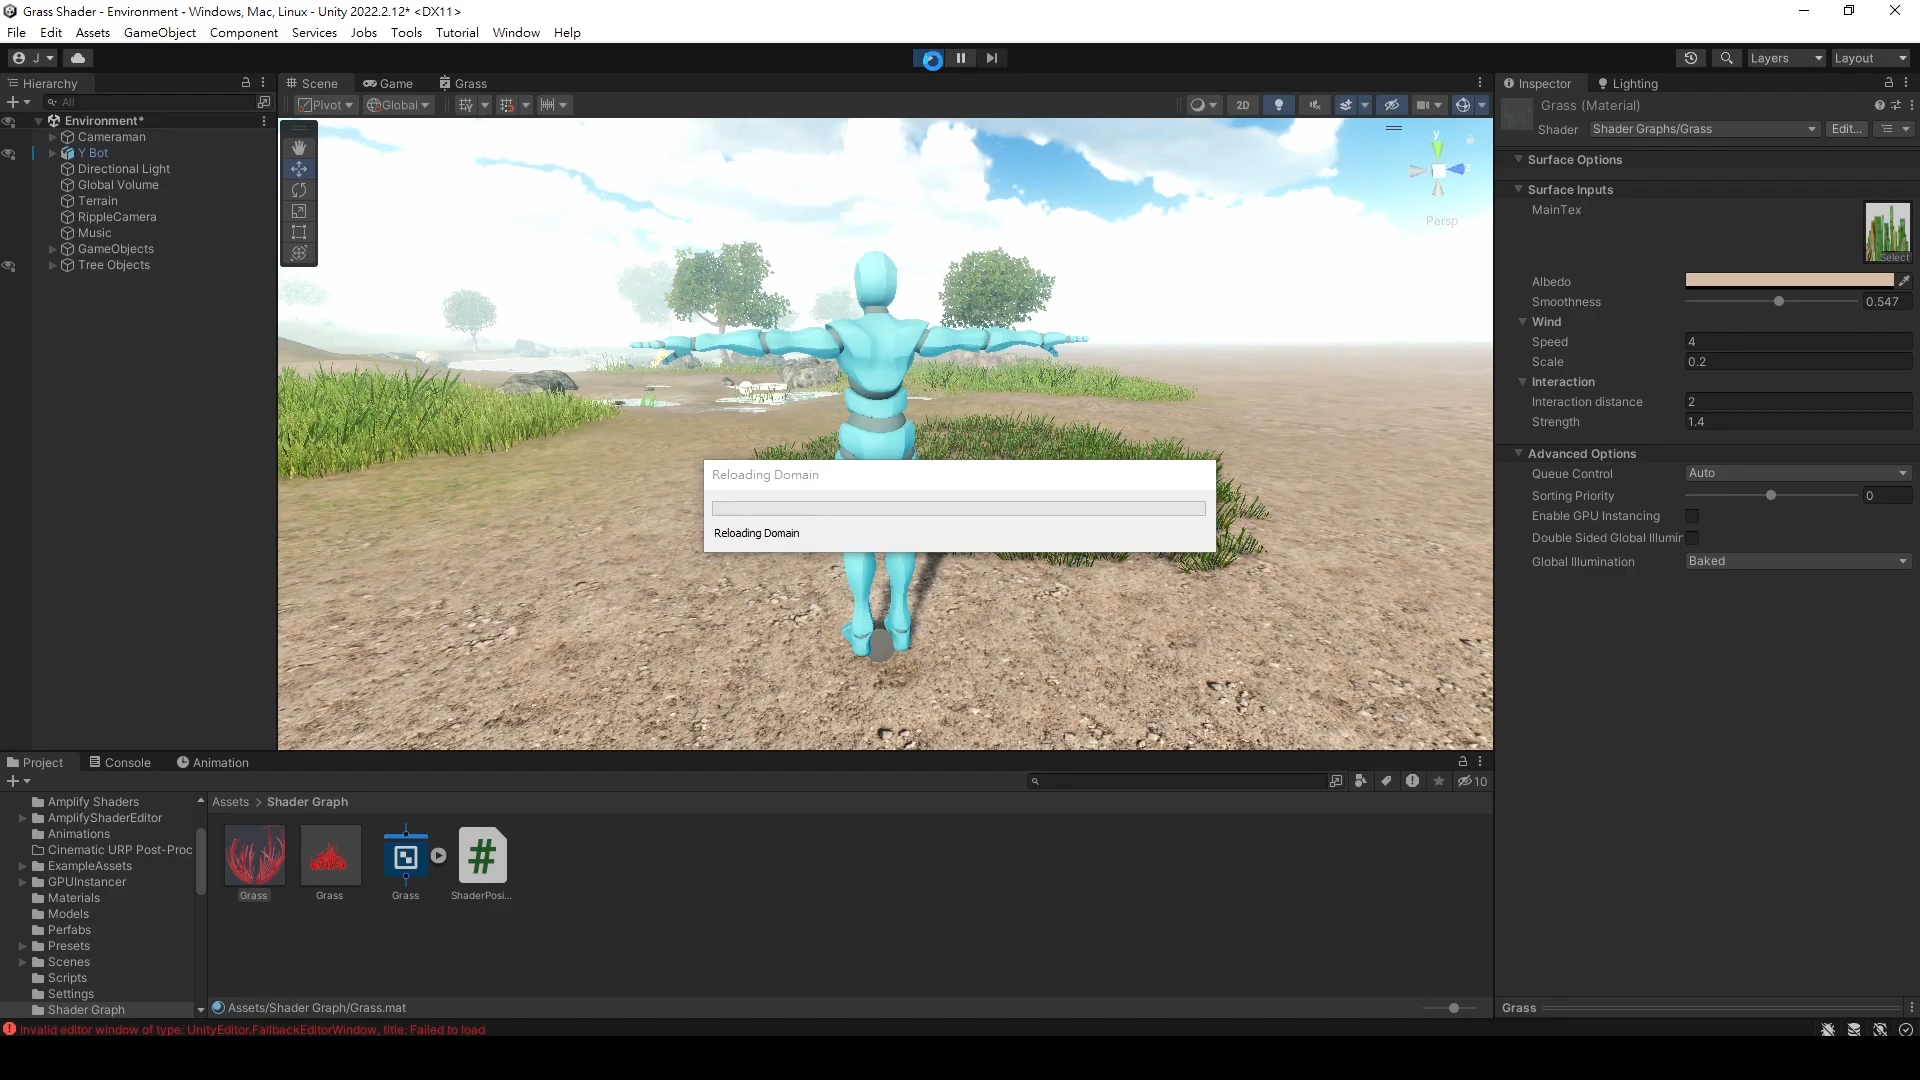 Grass Shader - Environment - Windows, Mac, Linux - Unity 2022.2.12* <DX11>
File Edit Assets GameObject Component Services Jobs Tools Tutorial Window Help
J Layers Layout
Hierarchy Scene Game Grass Inspector Lighting
All Pivot Global 2D
Grass (Material)
Shader Shader Graphs/Grass Edit...
Environment*
Cameraman
Y Bot
Directional Light
Global Volume
Terrain
RippleCamera
Music
GameObjects
Tree Objects
y
Persp
Reloading Domain
Reloading Domain
Surface Options
Surface Inputs
MainTex
Select
Albedo
Smoothness 0.547
Wind
Speed 4
Scale 0.2
Interaction
Interaction distance 2
Strength 1.4
Advanced Options
Queue Control Auto
Sorting Priority 0
Enable GPU Instancing
Double Sided Global Illumir
Global Illumination Baked
Project Console Animation
10
Amplify Shaders
AmplifyShaderEditor
Animations
Cinematic URP Post-Proc
ExampleAssets
GPUInstancer
Materials
Models
Perfabs
Presets
Scenes
Scripts
Settings
Shader Graph
Assets > Shader Graph
Grass Grass Grass ShaderPosi...
Assets/Shader Graph/Grass.mat
Grass
Invalid editor window of type: UnityEditor.FallbackEditorWindow, title: Failed to load